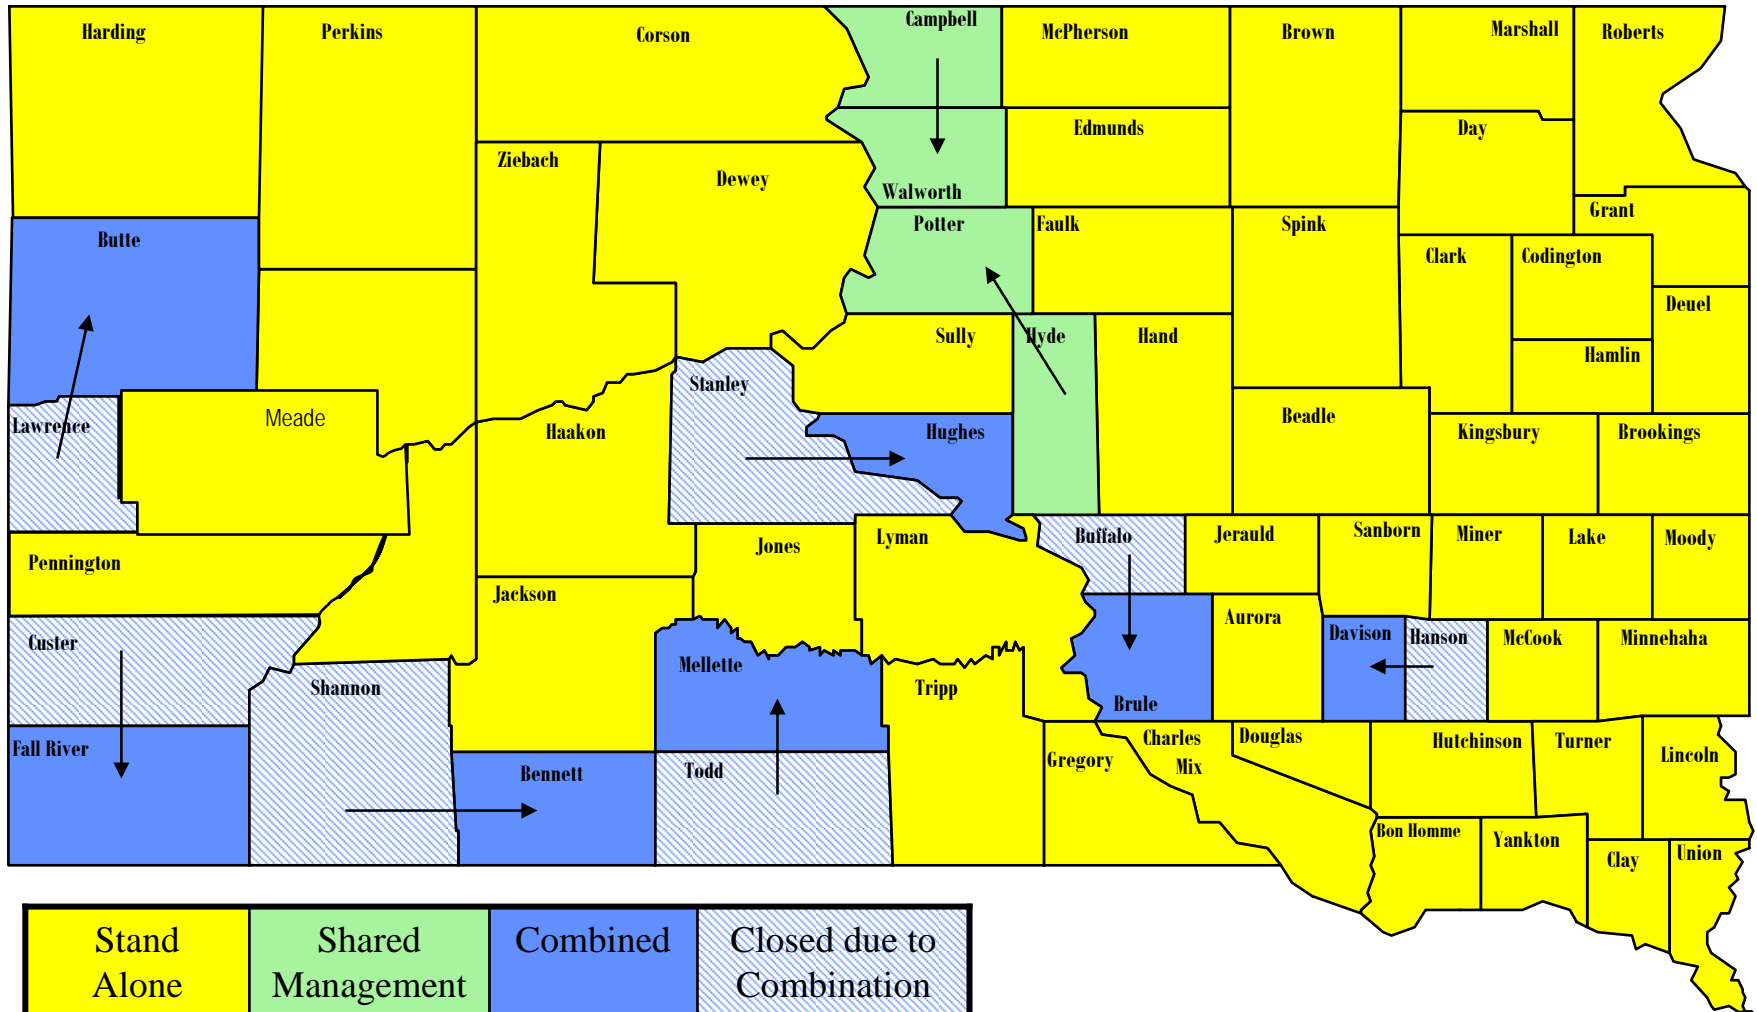 Harding
Perkins
Corson
Campbell
McPherson
Brown
Marshall
Roberts
Ziebach
Dewey
Walworth
Edmunds
Day
Butte
Potter
Faulk
Spink
Grant
Clark
Codington
Sully
Hyde
Hand
Deuel
Hamlin
Lawrence
Meade
Haakon
Stanley
Hughes
Beadle
Kingsbury
Brookings
Pennington
Jackson
Jones
Lyman
Buffalo
Jerauld
Sanborn
Miner
Lake
Moody
Custer
Shannon
Mellette
Tripp
Brule
Aurora
Davison
Hanson
McCook
Minnehaha
Fall River
Bennett
Todd
Gregory
Charles
Mix
Douglas
Hutchinson
Turner
Lincoln
Bon Homme
Yankton
Clay
Union
Stand
Alone
Shared
Management
Combined
Closed due to
Combination